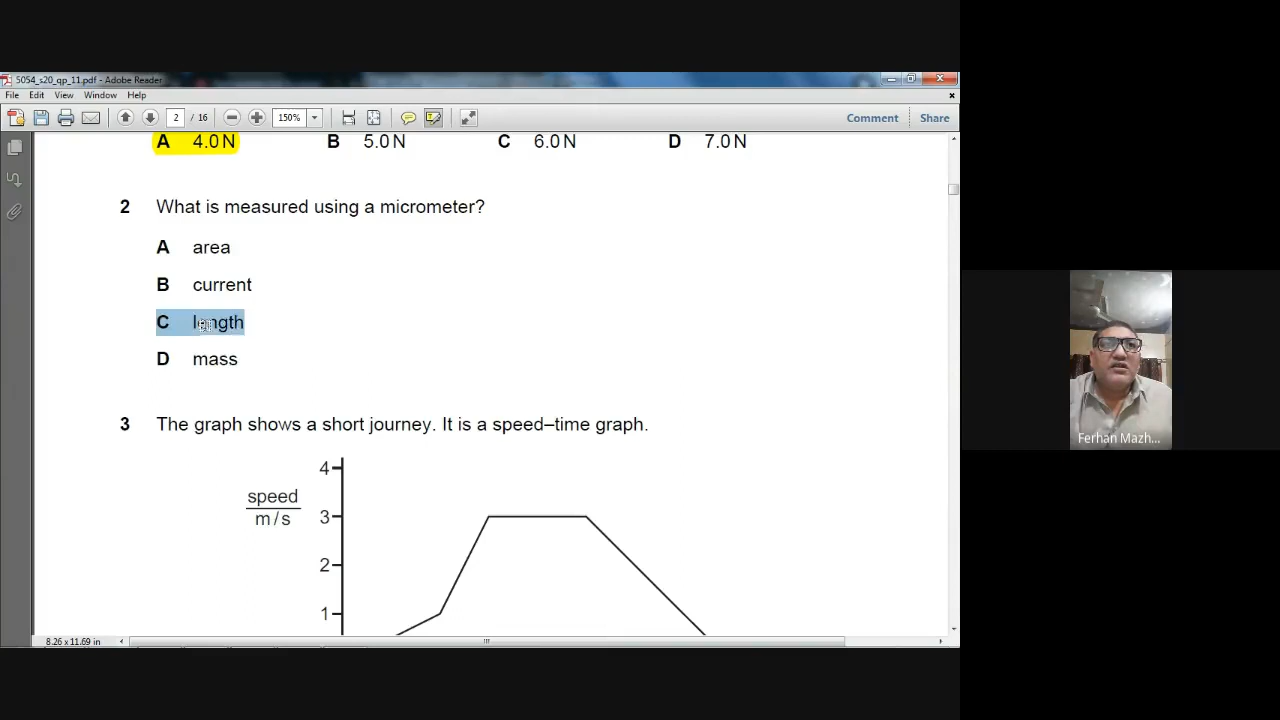 5054_s20_qp_11.pdf - Adobe Reader
File Edit View Window Help
2 / 16 150% Comment Share
A 4.0 N B 5.0 N C 6.0 N D 7.0 N
2 What is measured using a micrometer?
A area
B current
C length
D mass
3 The graph shows a short journey. It is a speed–time graph.
4
speed
m / s
3
2
1
8.26 x 11.69 in
Ferhan Mazh...